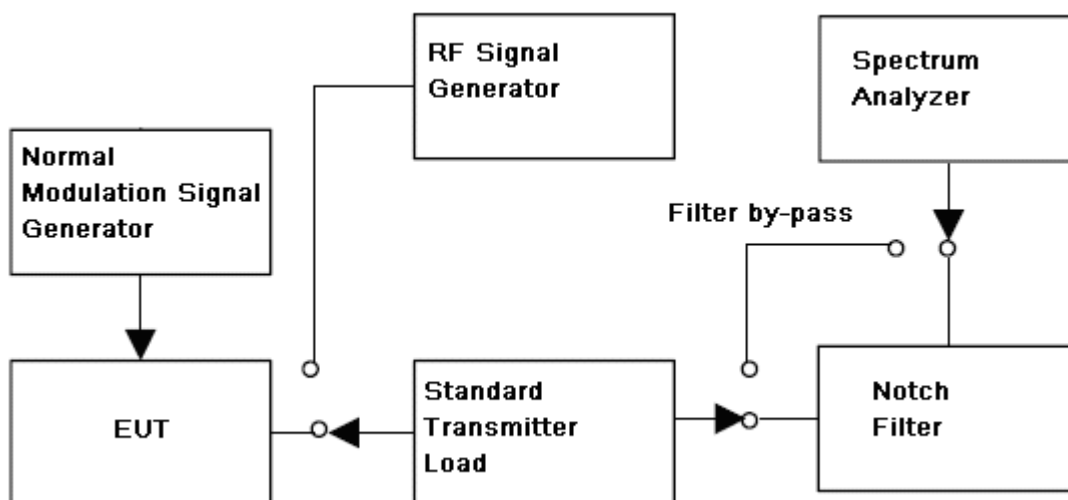 RF Signal
Generator
Spectrum
Analyzer
Normal
Modulation Signal
Generator
Filter by-pass
EUT
Standard
Transmitter
Load
Notch
Filter